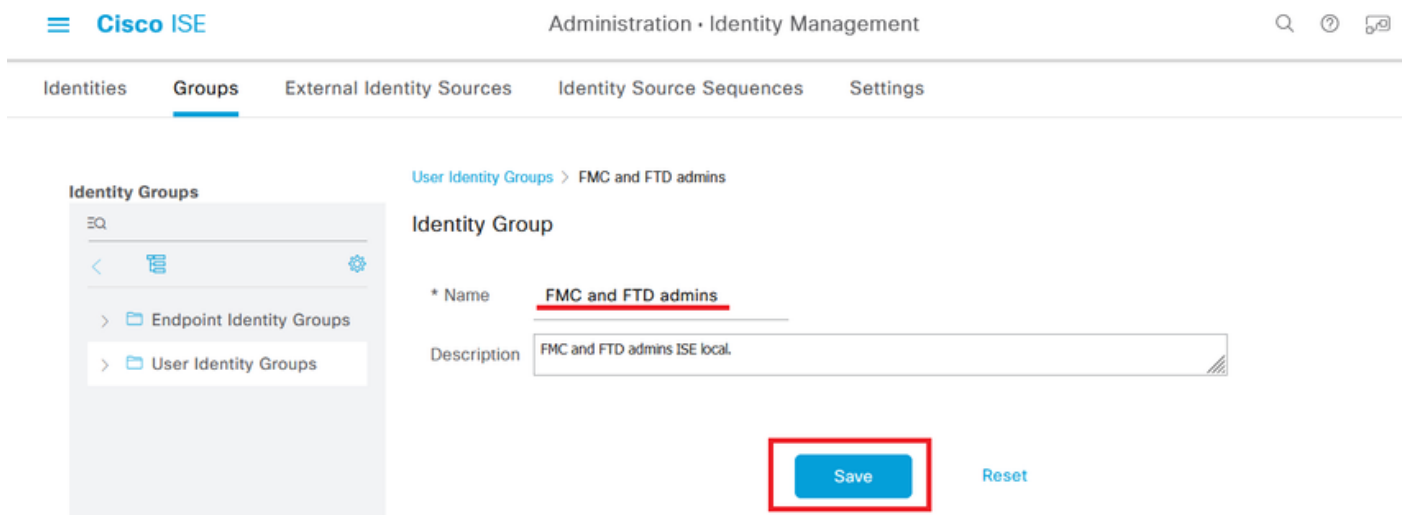 Cisco ISE
Administration · Identity Management
Identities Groups External Identity Sources Identity Source Sequences Settings
Identity Groups
User Identity Groups > FMC and FTD admins
Identity Group
* Name FMC and FTD admins
Endpoint Identity Groups
Description FMC and FTD admins ISE local.
User Identity Groups
Save Reset